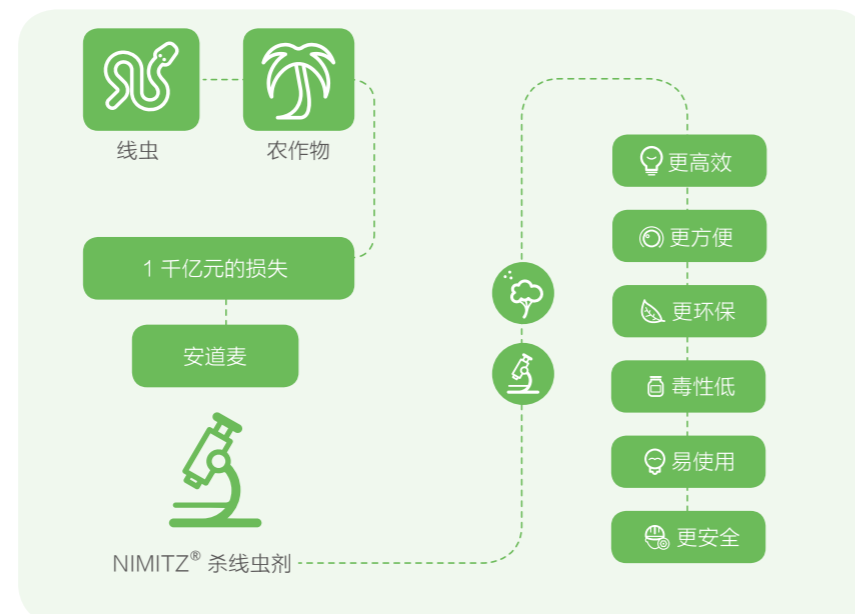 线虫
农作物
1 千亿元的损失
安道麦
NIMITZ® 杀线虫剂
更高效
更方便
更环保
毒性低
易使用
更安全